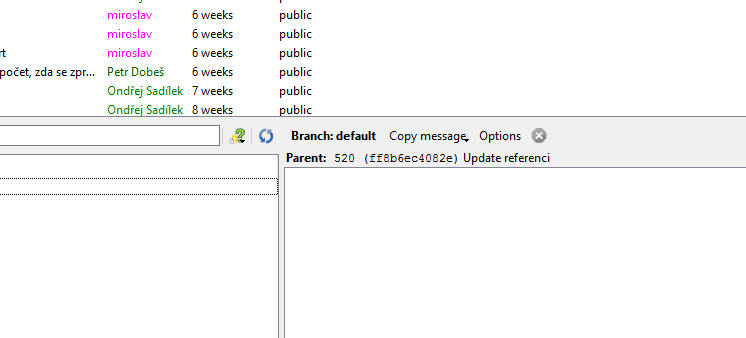 miroslav 6 weeks public
miroslav 6 weeks public
rt miroslav 6 weeks public
počet, zda se zpr... Petr Dobeš 6 weeks public
Ondřej Sadílek 7 weeks public
Ondřej Sadílek 8 weeks public
Branch: default Copy message Options
Parent: 520 (ff8b6ec4082e) Update referenci